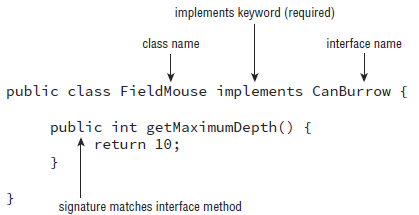 implements keyword (required)
class name
interface name
public class FieldMouse implements CanBurrow {
public int getMaximumDepth() {
return 10;
}
}
signature matches interface method